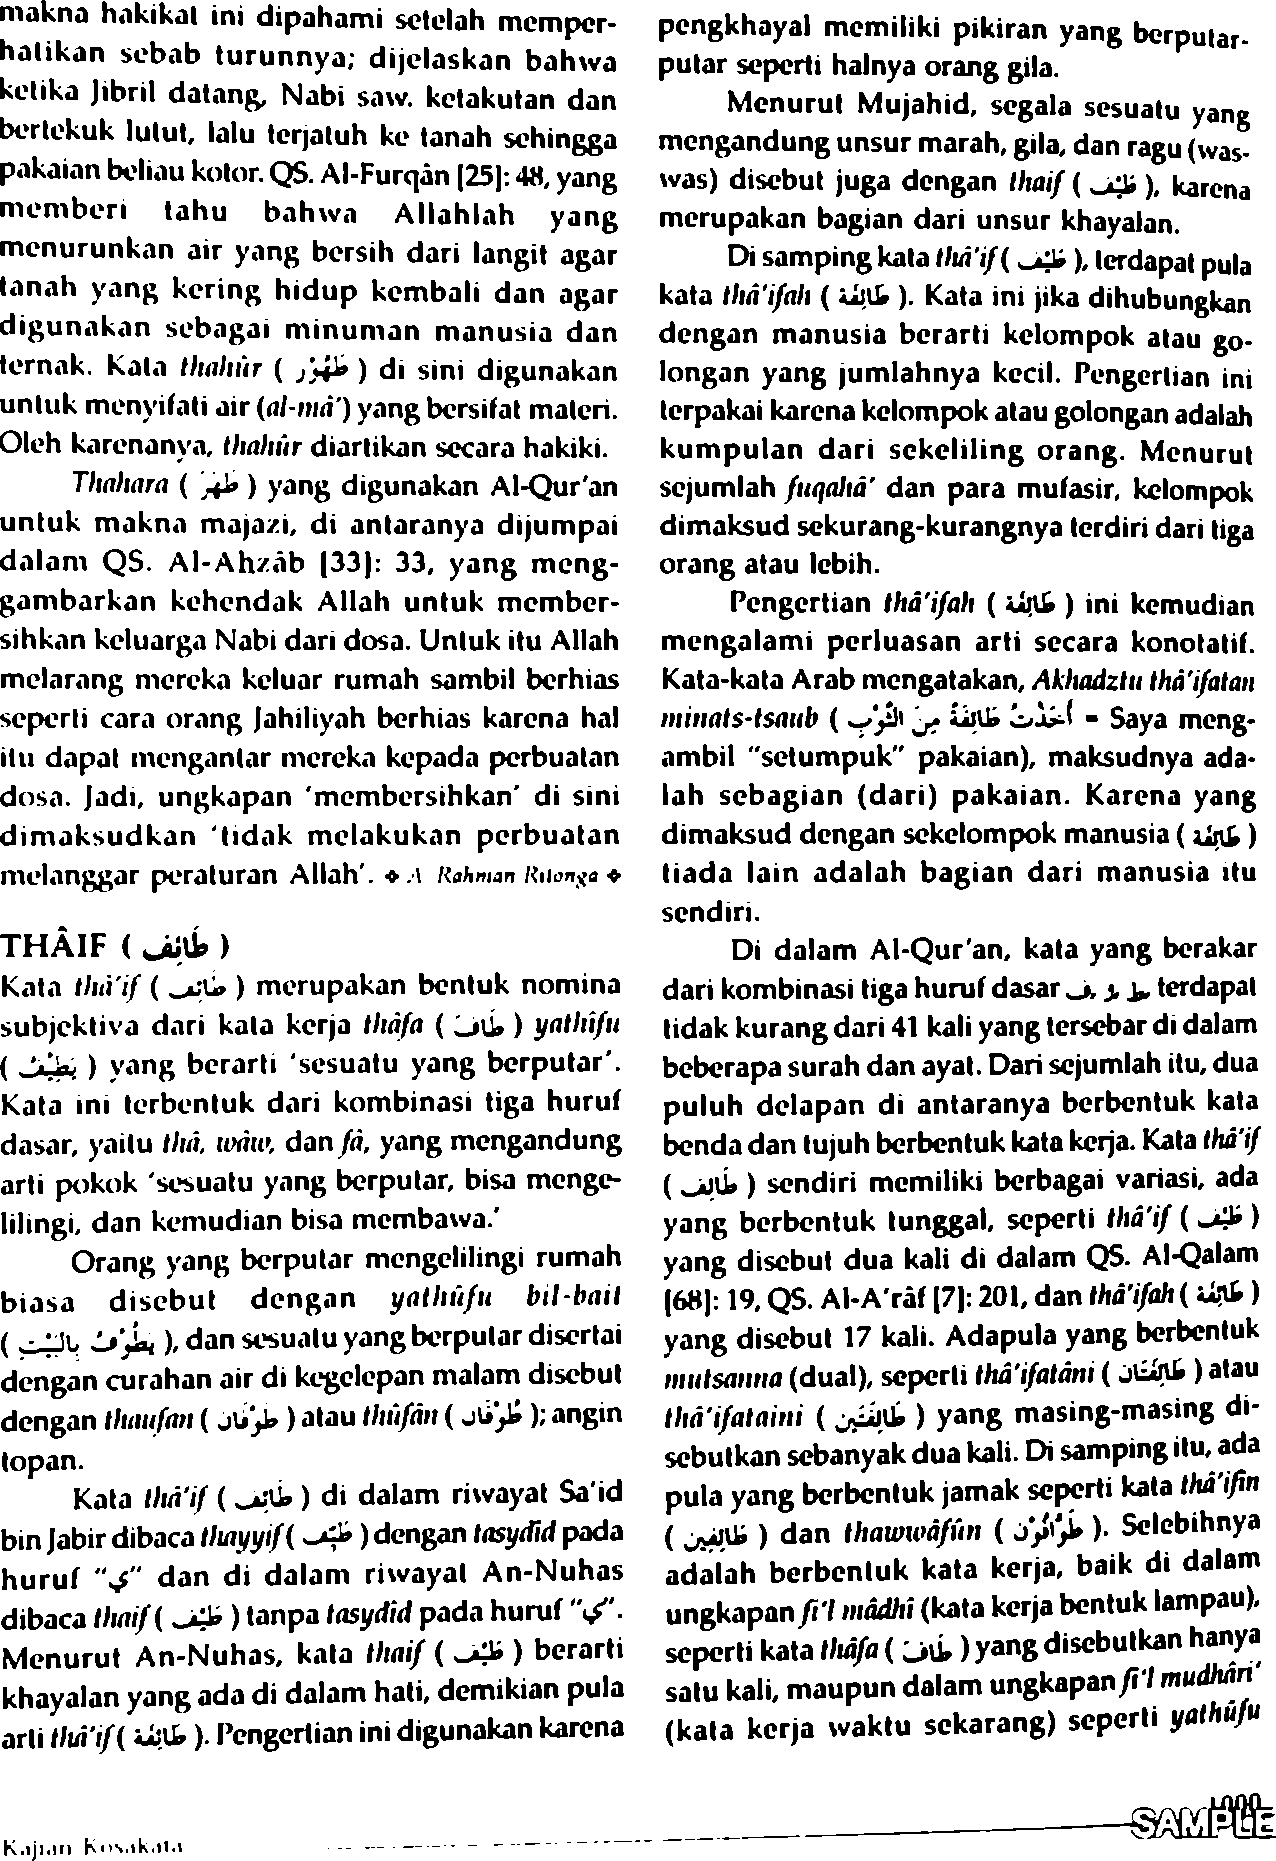 makna hakikat ini dipahami setelah memper-
hatikan sebab turunnya; dijelaskan bahwa
ketika Jibril datang, Nabi saw. ketakutan dan
bertekuk lutut, lalu terjatuh ke tanah sehingga
pakaian beliau kotor. QS. Al-Furqân [25]: 48, yang
memberi tahu bahwa Allahlah yang
menurunkan air yang bersih dari langit agar
tanah yang kering hidup kembali dan agar
digunakan sebagai minuman manusia dan
ternak. Kata thahûr ( طَهُوْر ) di sini digunakan
untuk menyifati air (al-mâ') yang bersifat materi.
Oleh karenanya, thahûr diartikan secara hakiki.
Thahara ( طَهَرَ ) yang digunakan Al-Qur'an
untuk makna majazi, di antaranya dijumpai
dalam QS. Al-Ahzâb [33]: 33, yang meng-
gambarkan kehendak Allah untuk member-
sihkan keluarga Nabi dari dosa. Untuk itu Allah
melarang mereka keluar rumah sambil berhias
seperti cara orang Jahiliyah berhias karena hal
itu dapat mengantar mereka kepada perbuatan
dosa. Jadi, ungkapan 'membersihkan' di sini
dimaksudkan 'tidak melakukan perbuatan
melanggar peraturan Allah'. ❖ A Rahman Ritonga ❖
THÂIF ( طَائِف )
Kata thâ'if ( طَائِف ) merupakan bentuk nomina
subjektiva dari kata kerja thâfa ( طَافَ ) yathîfu
( يَطِيْفُ ) yang berarti 'sesuatu yang berputar'.
Kata ini terbentuk dari kombinasi tiga huruf
dasar, yaitu thâ, wâw, dan fâ, yang mengandung
arti pokok 'sesuatu yang berputar, bisa menge-
lilingi, dan kemudian bisa membawa.'
Orang yang berputar mengelilingi rumah
biasa disebut dengan yathûfu bil-bait
( يَطُوْفُ بِالْبَيْتِ ), dan sesuatu yang berputar disertai
dengan curahan air di kegelepan malam disebut
dengan thaufan ( طَوْفَان ) atau thûfân ( طُوْفَان ); angin
topan.
Kata thâ'if ( طَائِف ) di dalam riwayat Sa'id
bin Jabir dibaca thayyif ( طَيِّف ) dengan tasydîd pada
huruf "ي" dan di dalam riwayat An-Nuhas
dibaca thaif ( طَيْف ) tanpa tasydîd pada huruf "ي".
Menurut An-Nuhas, kata thaif ( طَيْف ) berarti
khayalan yang ada di dalam hati, demikian pula
arti thâ'if ( طَائِفَة ). Pengertian ini digunakan karena
pengkhayal memiliki pikiran yang berputar-
putar seperti halnya orang gila.
Menurut Mujahid, segala sesuatu yang
mengandung unsur marah, gila, dan ragu (was-
was) disebut juga dengan thaif ( طَيْف ), karena
merupakan bagian dari unsur khayalan.
Di samping kata thâ'if ( طَيْف ), terdapat pula
kata thâ'ifah ( طَائِفَة ). Kata ini jika dihubungkan
dengan manusia berarti kelompok atau go-
longan yang jumlahnya kecil. Pengertian ini
terpakai karena kelompok atau golongan adalah
kumpulan dari sekeliling orang. Menurut
sejumlah fuqahâ' dan para mufasir, kelompok
dimaksud sekurang-kurangnya terdiri dari tiga
orang atau lebih.
Pengertian thâ'ifah ( طَائِفَة ) ini kemudian
mengalami perluasan arti secara konotatif.
Kata-kata Arab mengatakan, Akhadztu thâ'ifatan
minats-tsaub ( أَخَذْتُ طَائِفَةً مِنَ الثَّوْبِ = Saya meng-
ambil "setumpuk" pakaian), maksudnya ada-
lah sebagian (dari) pakaian. Karena yang
dimaksud dengan sekelompok manusia ( طَائِفَة )
tiada lain adalah bagian dari manusia itu
sendiri.
Di dalam Al-Qur'an, kata yang berakar
dari kombinasi tiga huruf dasar ط, و, ف terdapat
tidak kurang dari 41 kali yang tersebar di dalam
beberapa surah dan ayat. Dari sejumlah itu, dua
puluh delapan di antaranya berbentuk kata
benda dan tujuh berbentuk kata kerja. Kata thâ'if
( طَائِف ) sendiri memiliki berbagai variasi, ada
yang berbentuk tunggal, seperti thâ'if ( طَيْف )
yang disebut dua kali di dalam QS. Al-Qalam
[68]: 19, QS. Al-A'râf [7]: 201, dan thâ'ifah ( طَائِفَة )
yang disebut 17 kali. Adapula yang berbentuk
mutsanna (dual), seperti thâ'ifatâni ( طَائِفَتَان ) atau
thâ'ifataini ( طَائِفَتَيْنِ ) yang masing-masing di-
sebutkan sebanyak dua kali. Di samping itu, ada
pula yang berbentuk jamak seperti kata thâ'ifîn
( طَائِفِيْن ) dan thawwâfûn ( طَوَّافُوْن ). Selebihnya
adalah berbentuk kata kerja, baik di dalam
ungkapan fi'l mâdhî (kata kerja bentuk lampau),
seperti kata thâfa ( طَافَ ) yang disebutkan hanya
satu kali, maupun dalam ungkapan fi'l mudhâri'
(kata kerja waktu sekarang) seperti yathûfu
Kajian Kosakata
SAMPLE